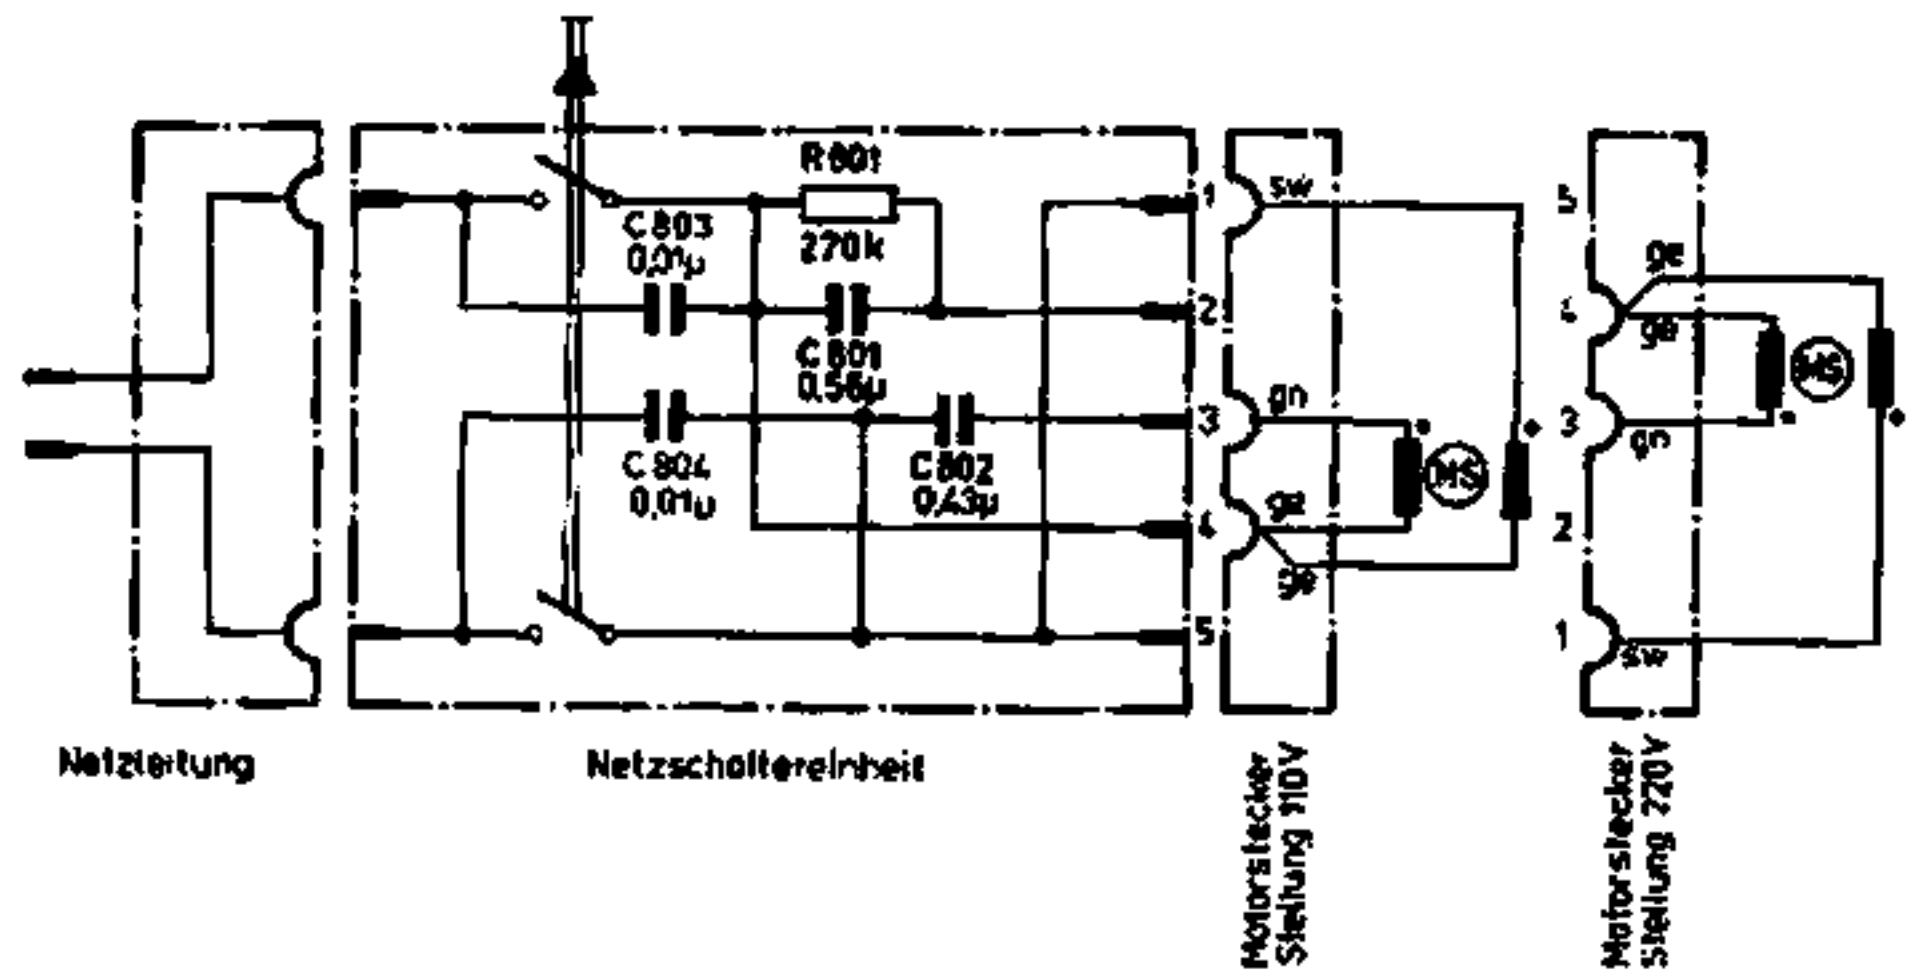 R801
270k
C803
0,01µ
C801
0,56µ
C804
0,01µ
C802
0,43µ
1
2
3
4
5
sw
gn
ge
ge
MS
5
4
3
2
1
ge
ge
gn
sw
MS
Netzleitung
Netzschaltereinheit
Motorstecker
Stellung 110V
Motorstecker
Stellung 220V